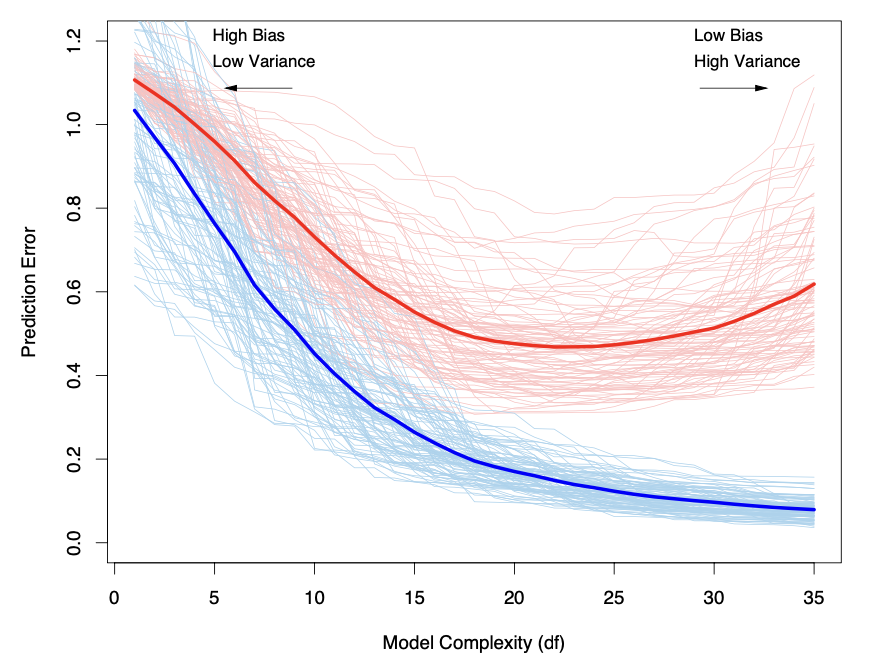 High Bias
Low Variance
Low Bias
High Variance
Prediction Error
1.2
1.0
0.8
0.6
0.4
0.2
0.0
0 5 10 15 20 25 30 35
Model Complexity (df)